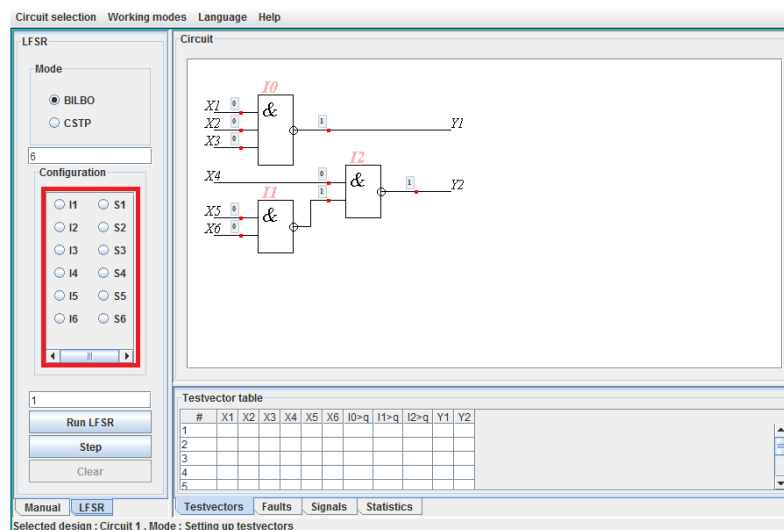 Circuit selection Working modes Language Help
LFSR
Mode
BILBO
CSTP
6
Configuration
I1 S1
I2 S2
I3 S3
I4 S4
I5 S5
I6 S6
1
Run LFSR
Step
Clear
Manual LFSR
Circuit
I0
X1 0 &
X2 0 1 Y1
X3 0
I2
X4 0 & 1 Y2
I1 1
X5 0 &
X6 0
Testvector table
# X1 X2 X3 X4 X5 X6 I0>q I1>q I2>q Y1 Y2
1
2
3
4
5
Testvectors Faults Signals Statistics
Selected design : Circuit 1 , Mode : Setting up testvectors